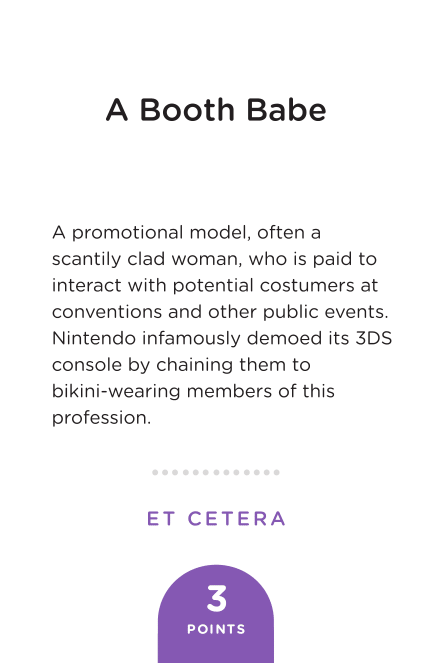 A Booth Babe
A promotional model, often a
scantily clad woman, who is paid to
interact with potential costumers at
conventions and other public events.
Nintendo infamously demoed its 3DS
console by chaining them to
bikini-wearing members of this
profession.
ET CETERA
3
POINTS